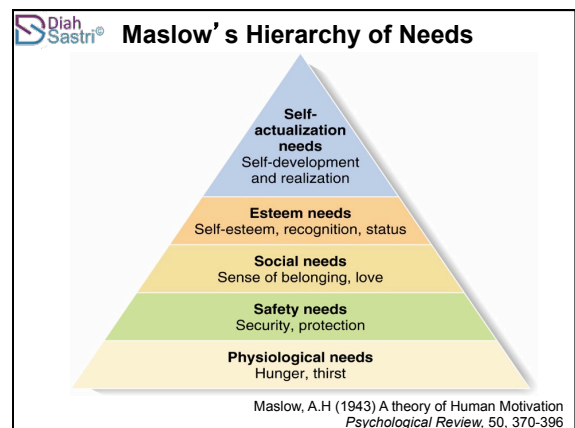 Diah
Sastri©
Maslow’s Hierarchy of Needs
Self-
actualization
needs
Self-development
and realization
Esteem needs
Self-esteem, recognition, status
Social needs
Sense of belonging, love
Safety needs
Security, protection
Physiological needs
Hunger, thirst
Maslow, A.H (1943) A theory of Human Motivation
Psychological Review, 50, 370-396